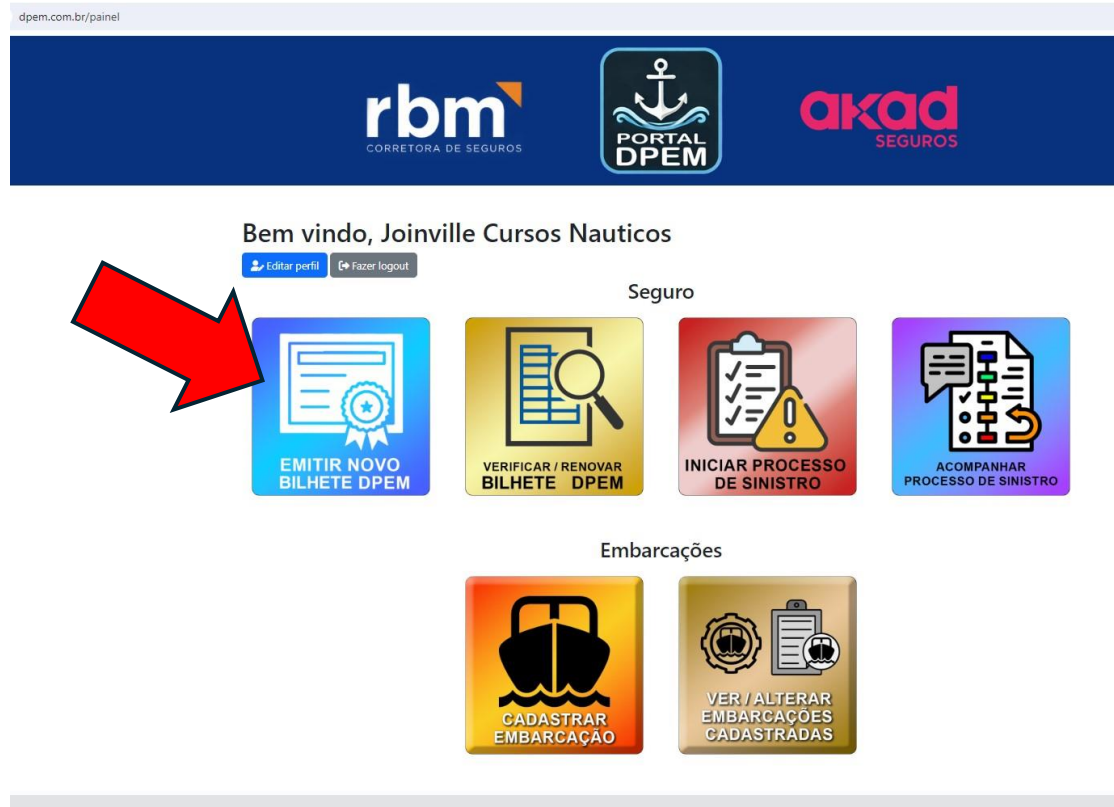 dpem.com.br/painel
rbm
CORRETORA DE SEGUROS
PORTAL
DPEM
akad
SEGUROS
Bem vindo, Joinville Cursos Nauticos
Editar perfil
Fazer logout
Seguro
EMITIR NOVO
BILHETE DPEM
VERIFICAR / RENOVAR
BILHETE DPEM
INICIAR PROCESSO
DE SINISTRO
ACOMPANHAR
PROCESSO DE SINISTRO
Embarcações
CADASTRAR
EMBARCAÇÃO
VER / ALTERAR
EMBARCAÇÕES
CADASTRADAS